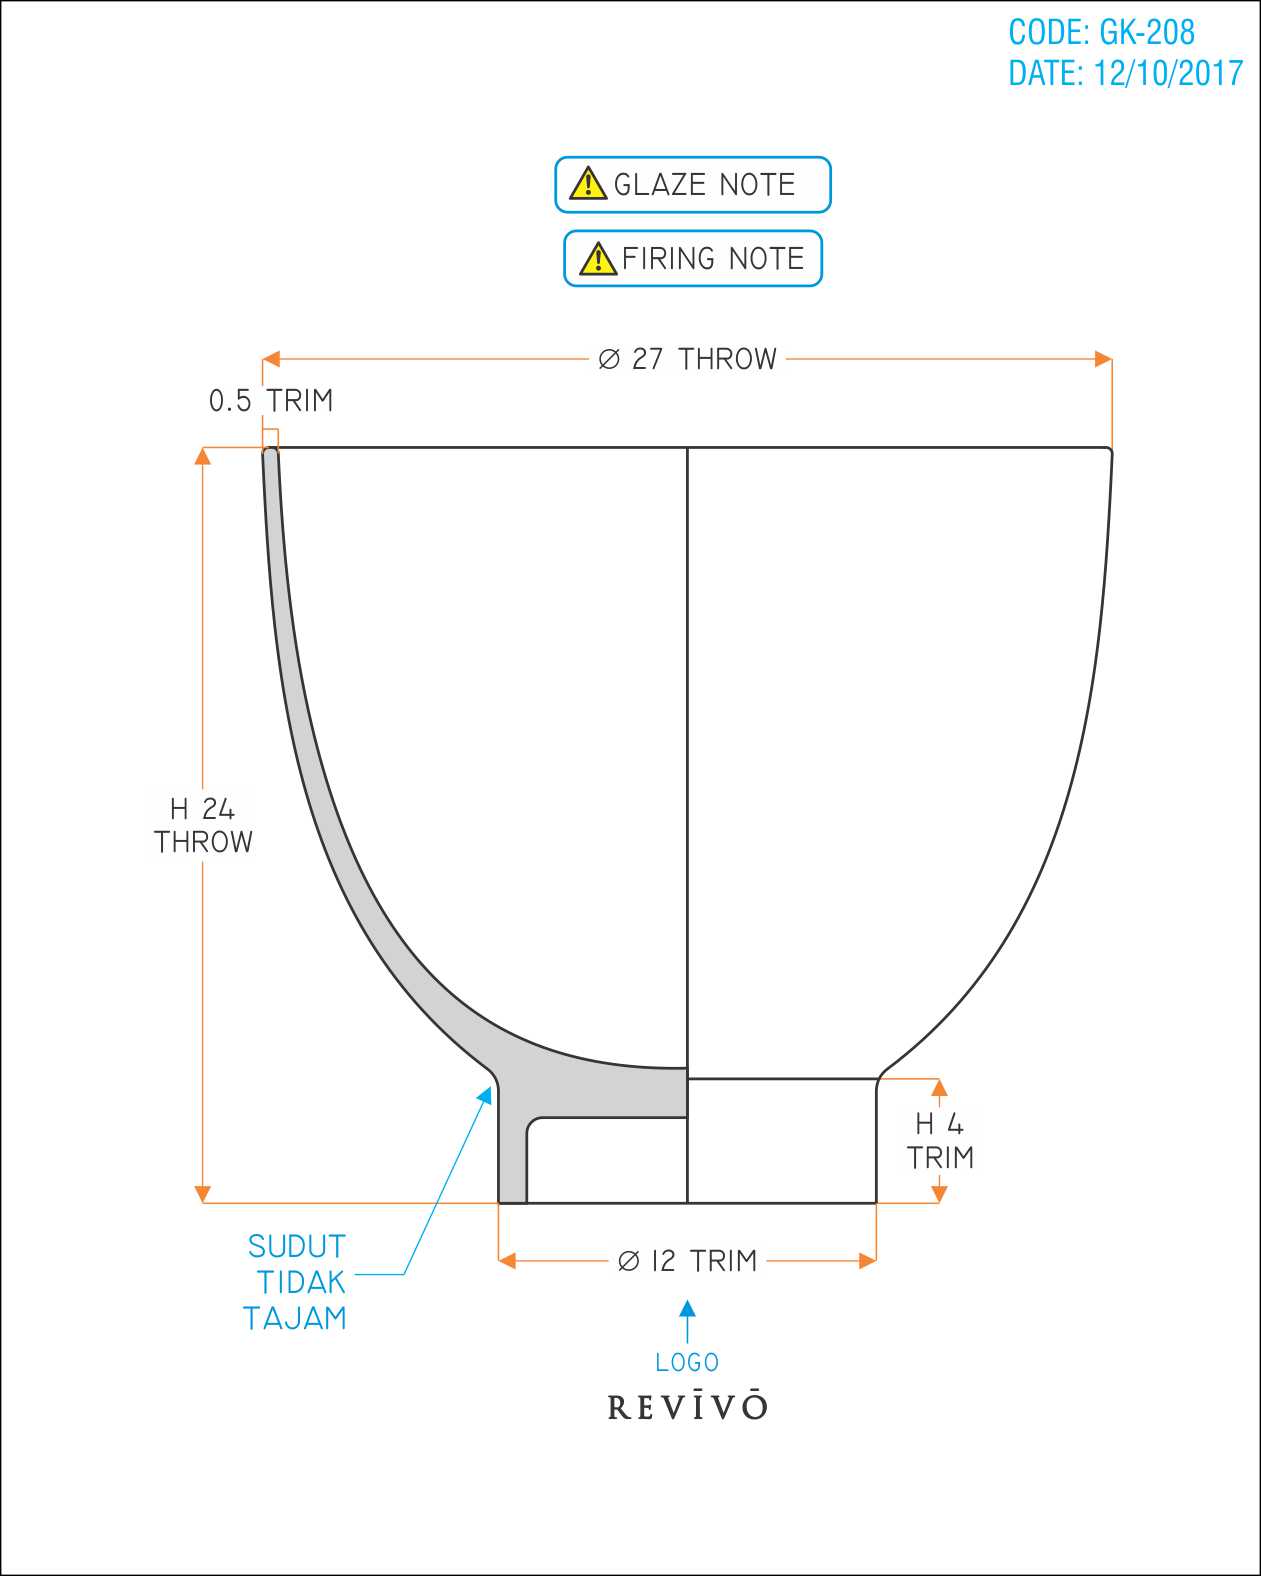 CODE: GK-208
DATE: 12/10/2017
GLAZE NOTE
FIRING NOTE
Ø 27 THROW
0.5 TRIM
H 24
THROW
H 4
TRIM
SUDUT
TIDAK
TAJAM
Ø 12 TRIM
LOGO
REVĪVŌ